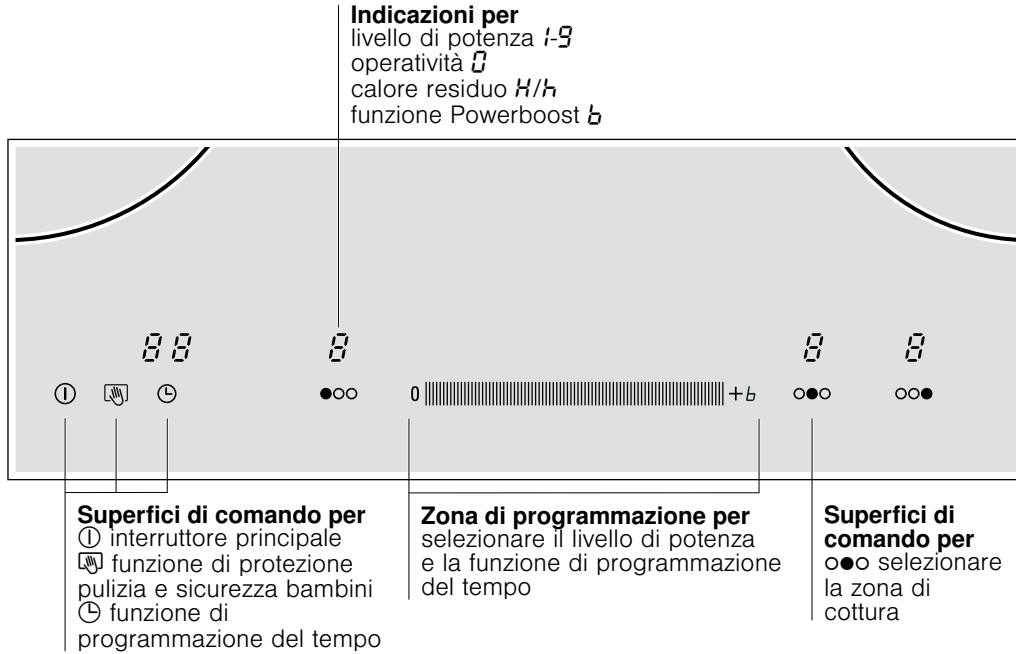 Indicazioni per
livello di potenza 1-9
operatività 0
calore residuo H/h
funzione Powerboost b
88 8 8 8
0 +b
Superfici di comando per
interruttore principale
funzione di protezione
pulizia e sicurezza bambini
funzione di
programmazione del tempo
Zona di programmazione per
selezionare il livello di potenza
e la funzione di programmazione
del tempo
Superfici di
comando per
selezionare
la zona di
cottura